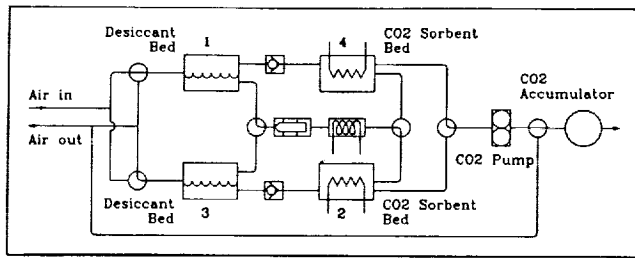 Desiccant
Bed
1
4
CO2 Sorbent
Bed
CO2
Accumulator
Air in
Air out
CO2 Pump
Desiccant
Bed
3
2
CO2 Sorbent
Bed